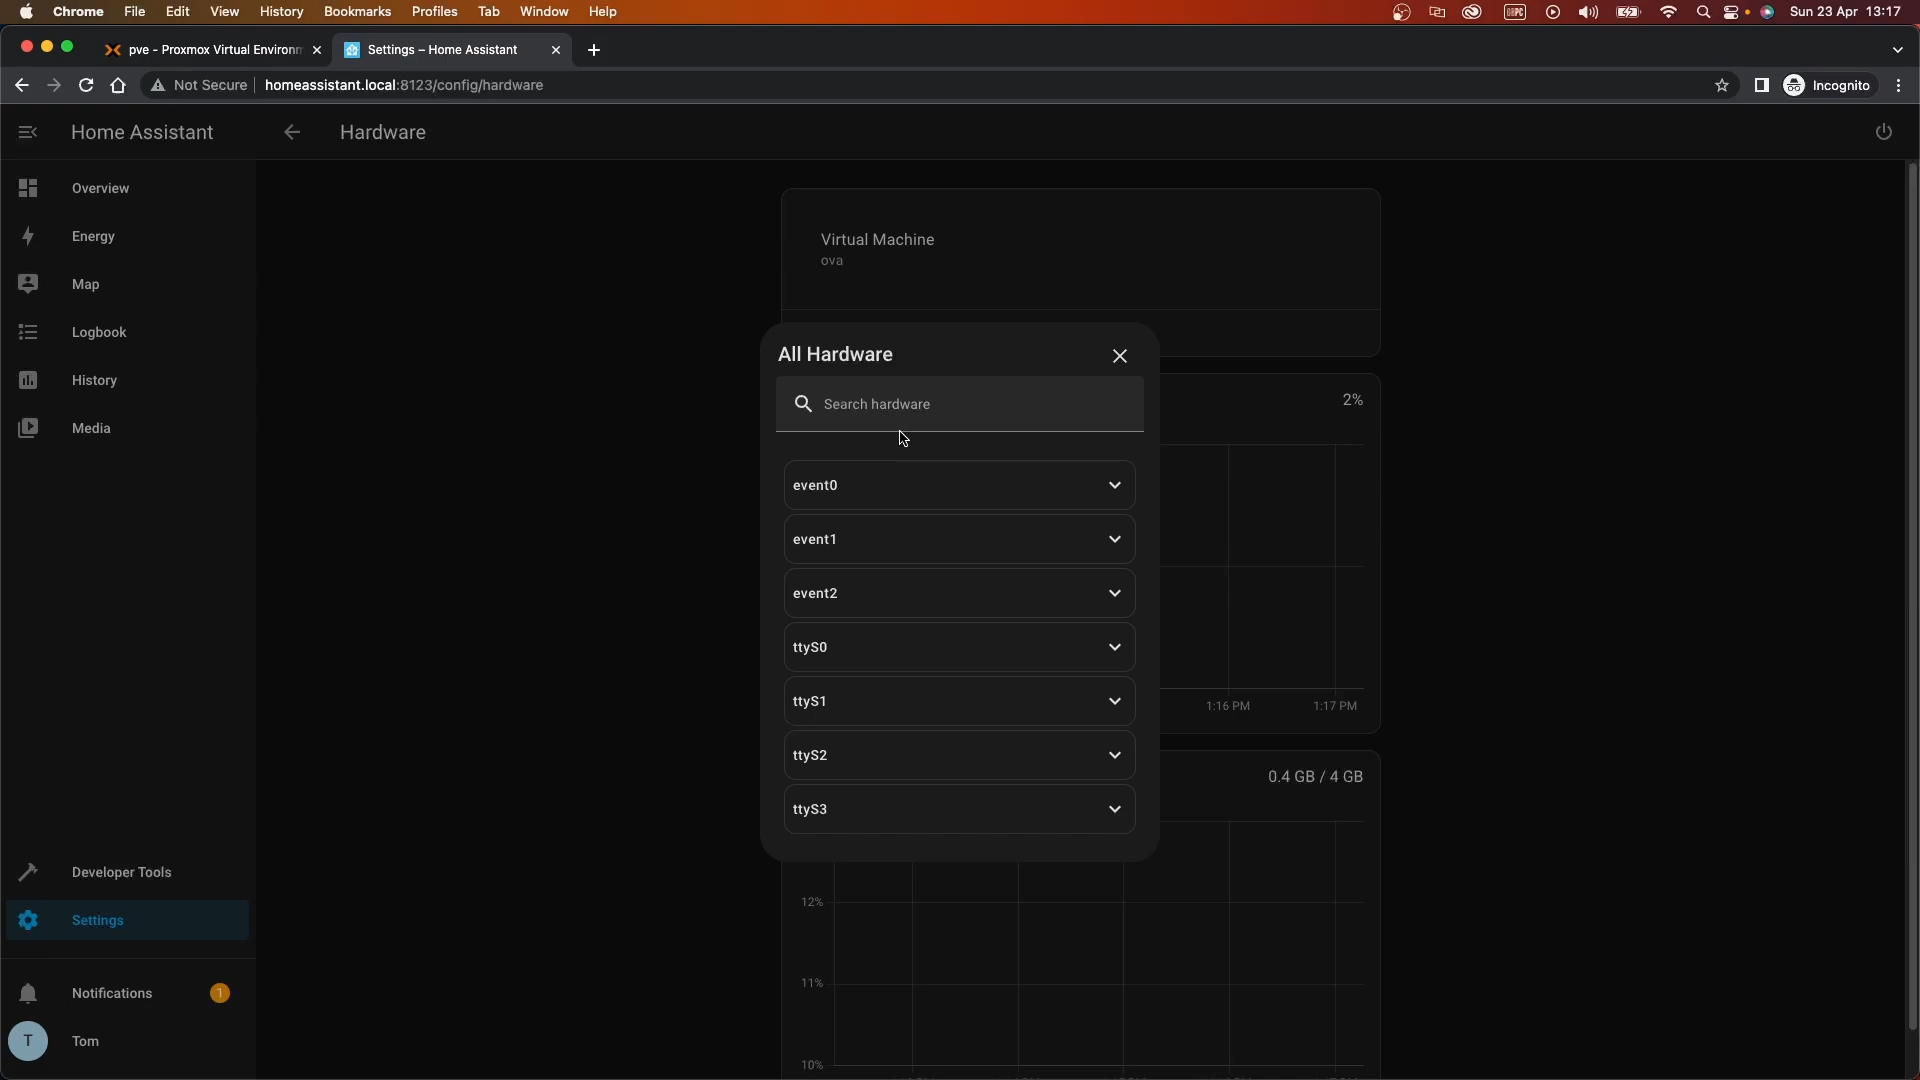 Chrome File Edit View History Bookmarks Profiles Tab Window Help Sun 23 Apr 13:17
pve - Proxmox Virtual Environm
Settings – Home Assistant
Not Secure homeassistant.local:8123/config/hardware Incognito
Home Assistant
Hardware
Overview
Energy
Map
Logbook
History
Media
Developer Tools
Settings
Notifications 1
T Tom
Virtual Machine
ova
All Hardware
Search hardware
event0
event1
event2
ttyS0
ttyS1
ttyS2
ttyS3
2%
1:16 PM 1:17 PM
0.4 GB / 4 GB
12%
11%
10%